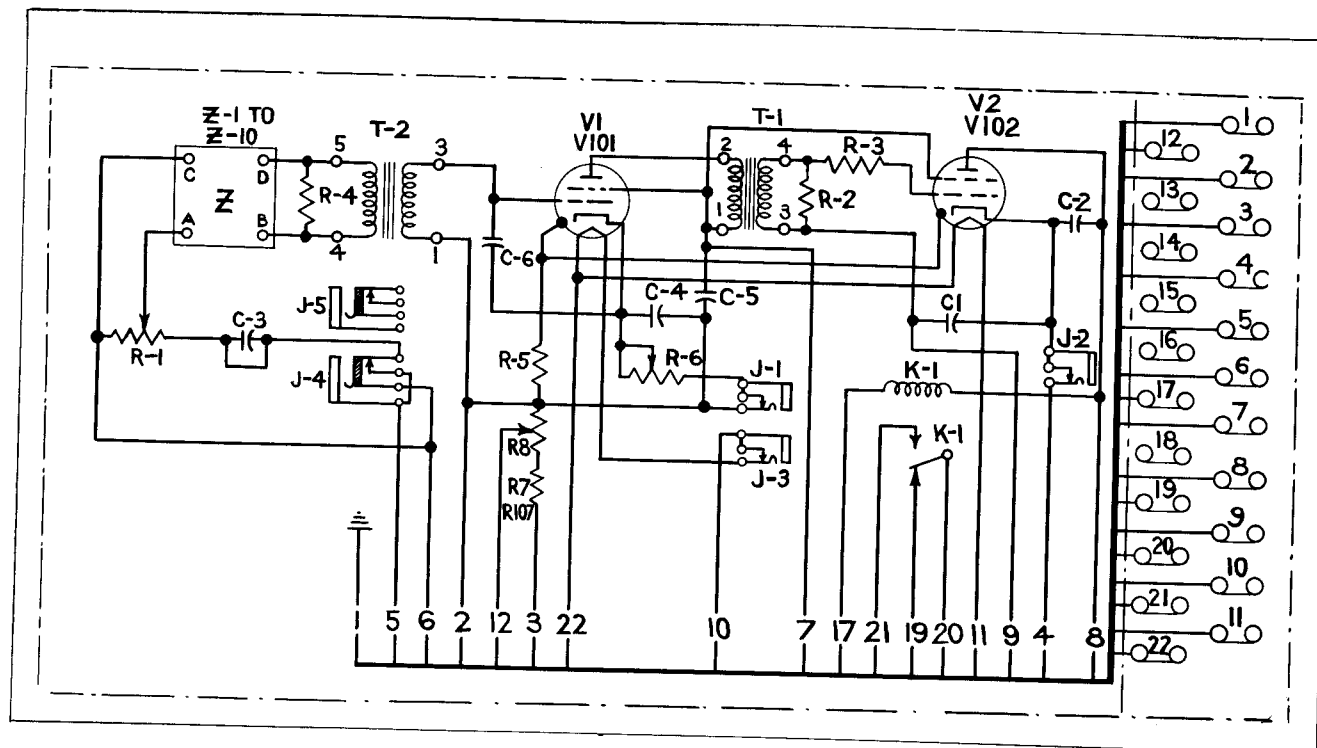 Z-1 TO
Z-10
C
D
A
B
Z
T-2
5
3
4
1
R-4
V1
V101
T-1
2
4
1
3
R-3
R-2
V2
V102
C-2
C-6
C-4
C-5
C1
J-5
J-4
R-1
C-3
R-5
R-6
J-1
J-2
K-1
R8
R7
R107
J-3
K-1
1
5
6
2
12
3
22
10
7
17
21
19
20
11
9
4
8
1
12
2
13
3
14
4
15
5
16
6
17
7
18
8
19
9
20
10
21
11
22